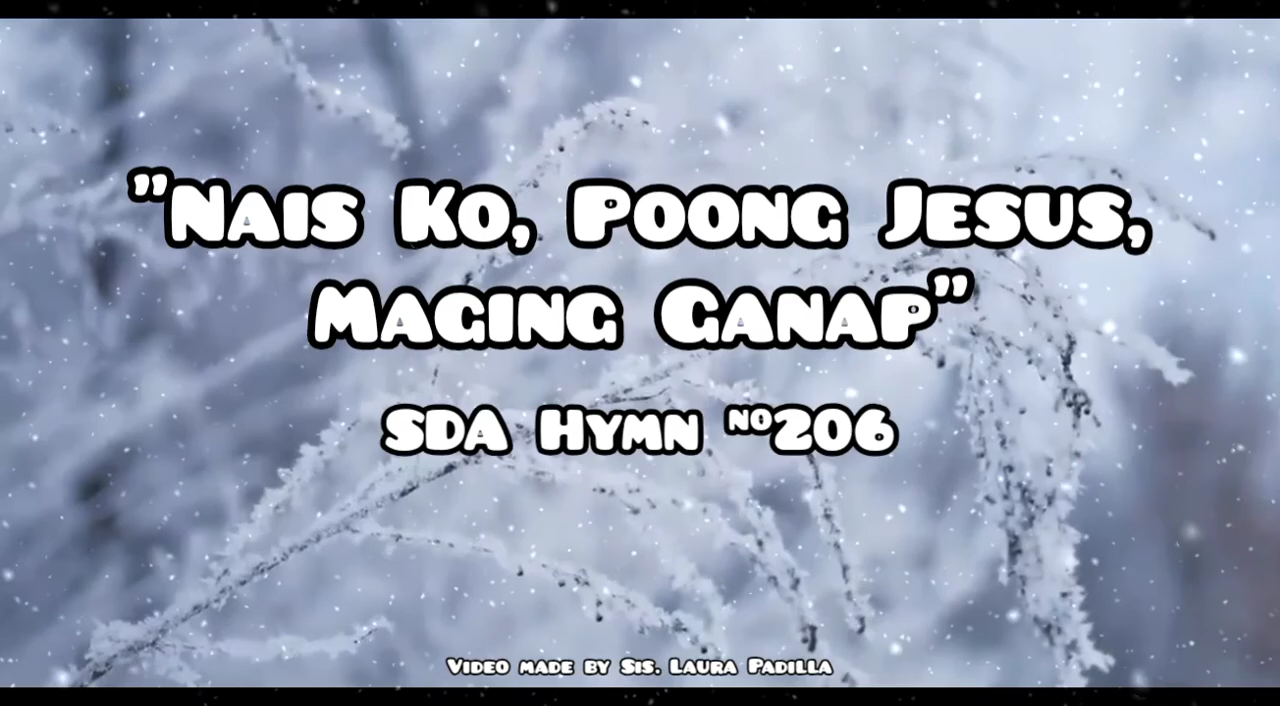 "Nais Ko, Poong Jesus,
Maging Ganap"
SDA Hymn Nº206
Video made by Sis. Laura Padilla